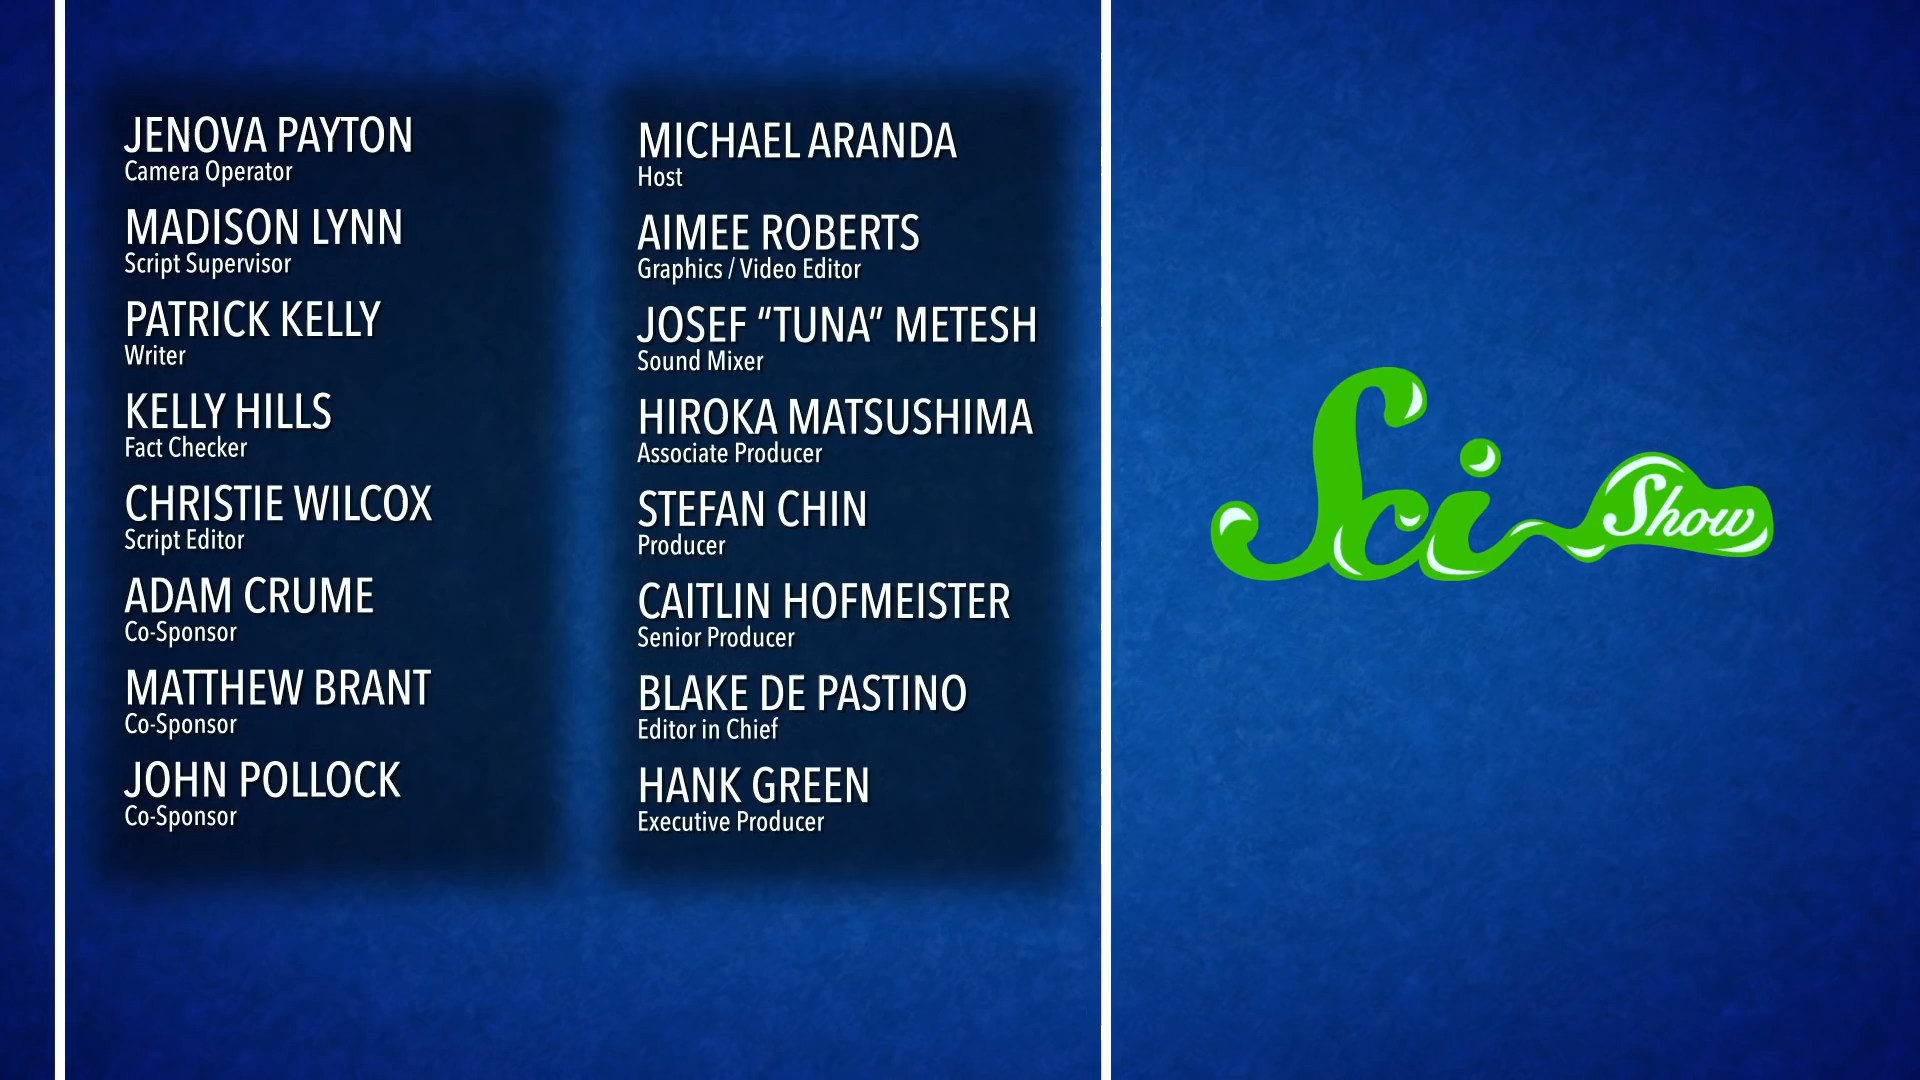 JENOVA PAYTON
Camera Operator
MADISON LYNN
Script Supervisor
PATRICK KELLY
Writer
KELLY HILLS
Fact Checker
CHRISTIE WILCOX
Script Editor
ADAM CRUME
Co-Sponsor
MATTHEW BRANT
Co-Sponsor
JOHN POLLOCK
Co-Sponsor
MICHAEL ARANDA
Host
AIMEE ROBERTS
Graphics / Video Editor
JOSEF “TUNA” METESH
Sound Mixer
HIROKA MATSUSHIMA
Associate Producer
STEFAN CHIN
Producer
CAITLIN HOFMEISTER
Senior Producer
BLAKE DE PASTINO
Editor in Chief
HANK GREEN
Executive Producer
Sci Show